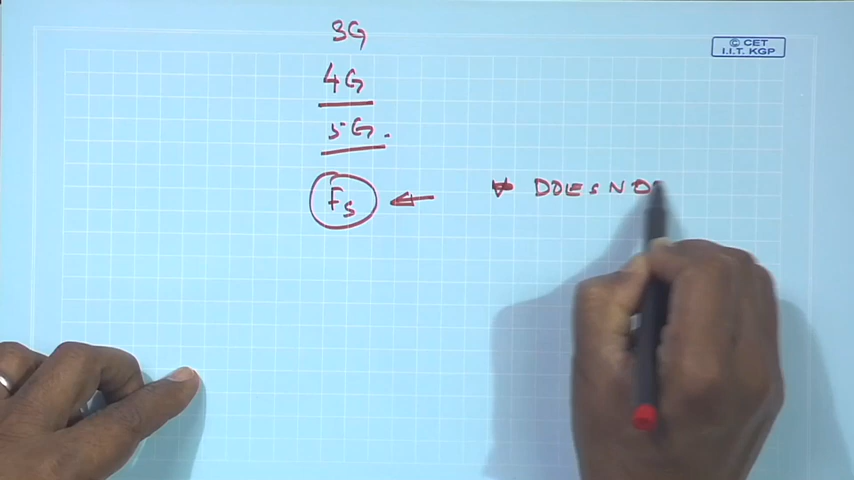 3G
© CET
I.I.T. KGP
4G
5G.
Fs
DOES NO